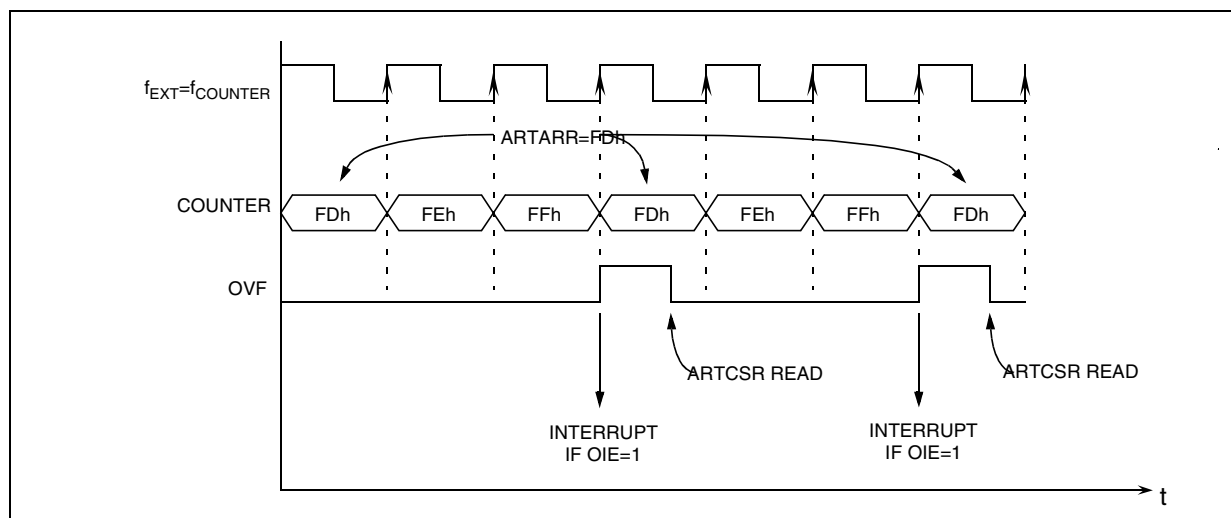 fEXT=fCOUNTER
ARTARR=FDh
COUNTER
FDh FEh FFh FDh FEh FFh FDh
OVF
ARTCSR READ
ARTCSR READ
INTERRUPT
IF OIE=1
INTERRUPT
IF OIE=1
t